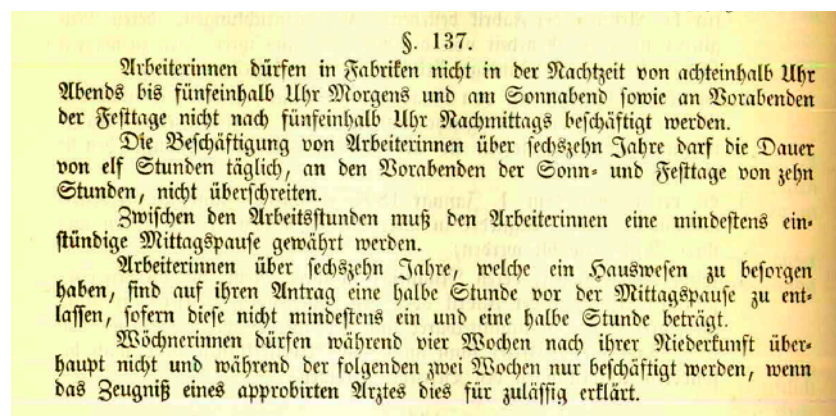 §. 137.
Arbeiterinnen dürfen in Fabriken nicht in der Nachtzeit von achteinhalb Uhr
Abends bis fünfeinhalb Uhr Morgens und am Sonnabend sowie an Vorabenden
der Festtage nicht nach fünfeinhalb Uhr Nachmittags beschäftigt werden.
Die Beschäftigung von Arbeiterinnen über sechszehn Jahre darf die Dauer
von elf Stunden täglich, an den Vorabenden der Sonn- und Festtage von zehn
Stunden, nicht überschreiten.
Zwischen den Arbeitsstunden muß den Arbeiterinnen eine mindestens ein-
stündige Mittagspause gewährt werden.
Arbeiterinnen über sechszehn Jahre, welche ein Hauswesen zu besorgen
haben, sind auf ihren Antrag eine halbe Stunde vor der Mittagspause zu ent-
lassen, sofern diese nicht mindestens ein und eine halbe Stunde beträgt.
Wöchnerinnen dürfen während vier Wochen nach ihrer Niederkunft über-
haupt nicht und während der folgenden zwei Wochen nur beschäftigt werden, wenn
das Zeugniß eines approbirten Arztes dies für zulässig erklärt.